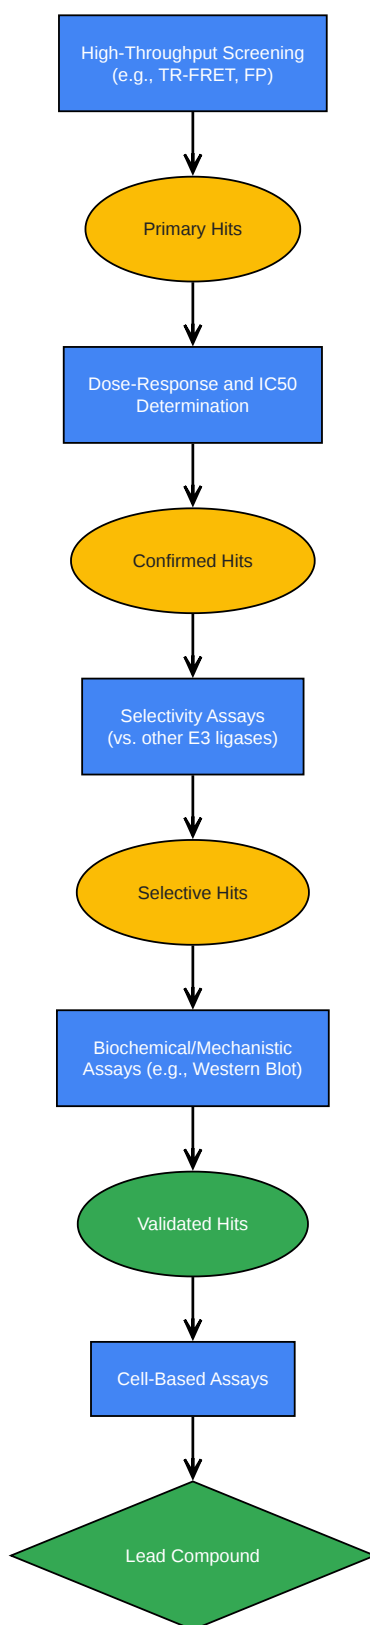 High-Throughput Screening
(e.g., TR-FRET, FP)
Primary Hits
Dose-Response and IC50
Determination
Confirmed Hits
Selectivity Assays
(vs. other E3 ligases)
Selective Hits
Biochemical/Mechanistic
Assays (e.g., Western Blot)
Validated Hits
Cell-Based Assays
Lead Compound